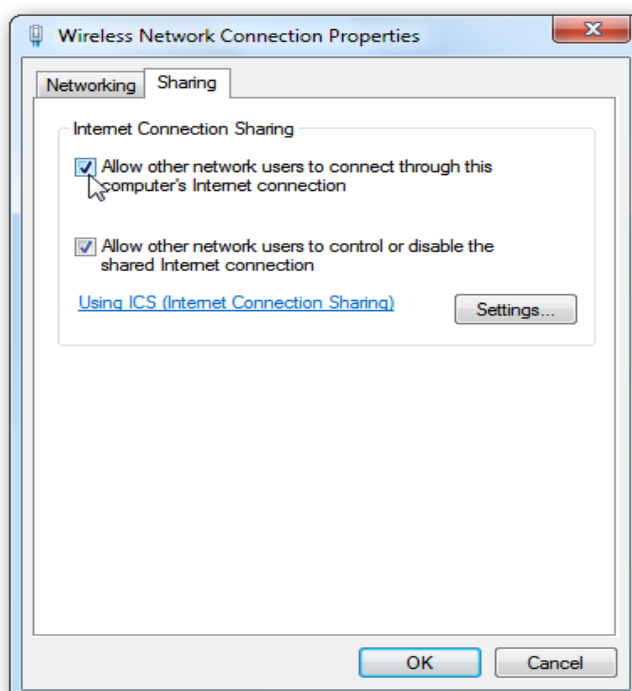 Wireless Network Connection Properties
Networking
Sharing
Internet Connection Sharing
Allow other network users to connect through this
computer's Internet connection
Allow other network users to control or disable the
shared Internet connection
Using ICS (Internet Connection Sharing)
Settings...
OK
Cancel